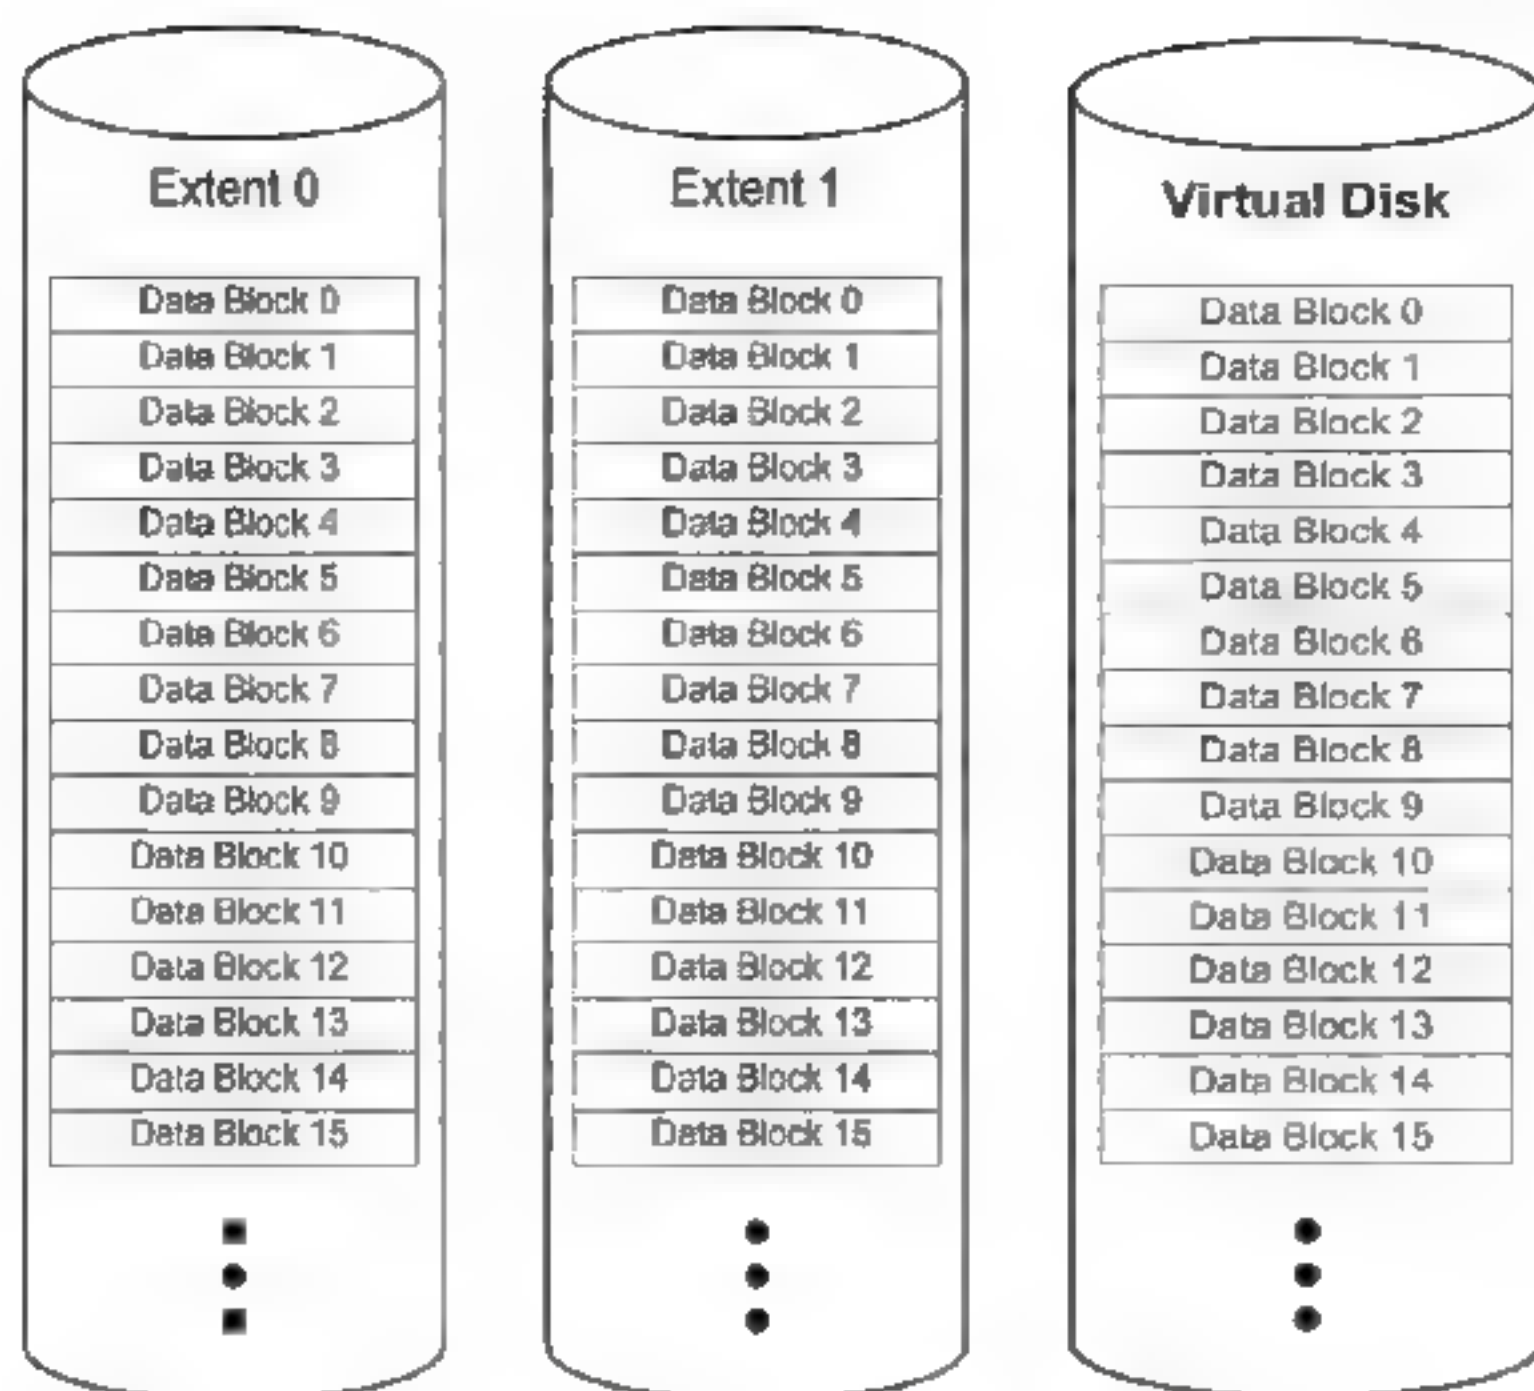 Extent 0
Data Block 0
Data Block 1
Data Block 2
Data Block 3
Data Block 4
Data Block 5
Data Block 6
Data Block 7
Data Block 8
Data Block 9
Data Block 10
Data Block 11
Data Block 12
Data Block 13
Data Block 14
Data Block 15
Extent 1
Data Block 0
Data Block 1
Data Block 2
Data Block 3
Data Block 4
Data Block 5
Data Block 6
Data Block 7
Data Block 8
Data Block 9
Data Block 10
Data Block 11
Data Block 12
Data Block 13
Data Block 14
Data Block 15
Virtual Disk
Data Block 0
Data Block 1
Data Block 2
Data Block 3
Data Block 4
Data Block 5
Data Block 6
Data Block 7
Data Block 8
Data Block 9
Data Block 10
Data Block 11
Data Block 12
Data Block 13
Data Block 14
Data Block 15